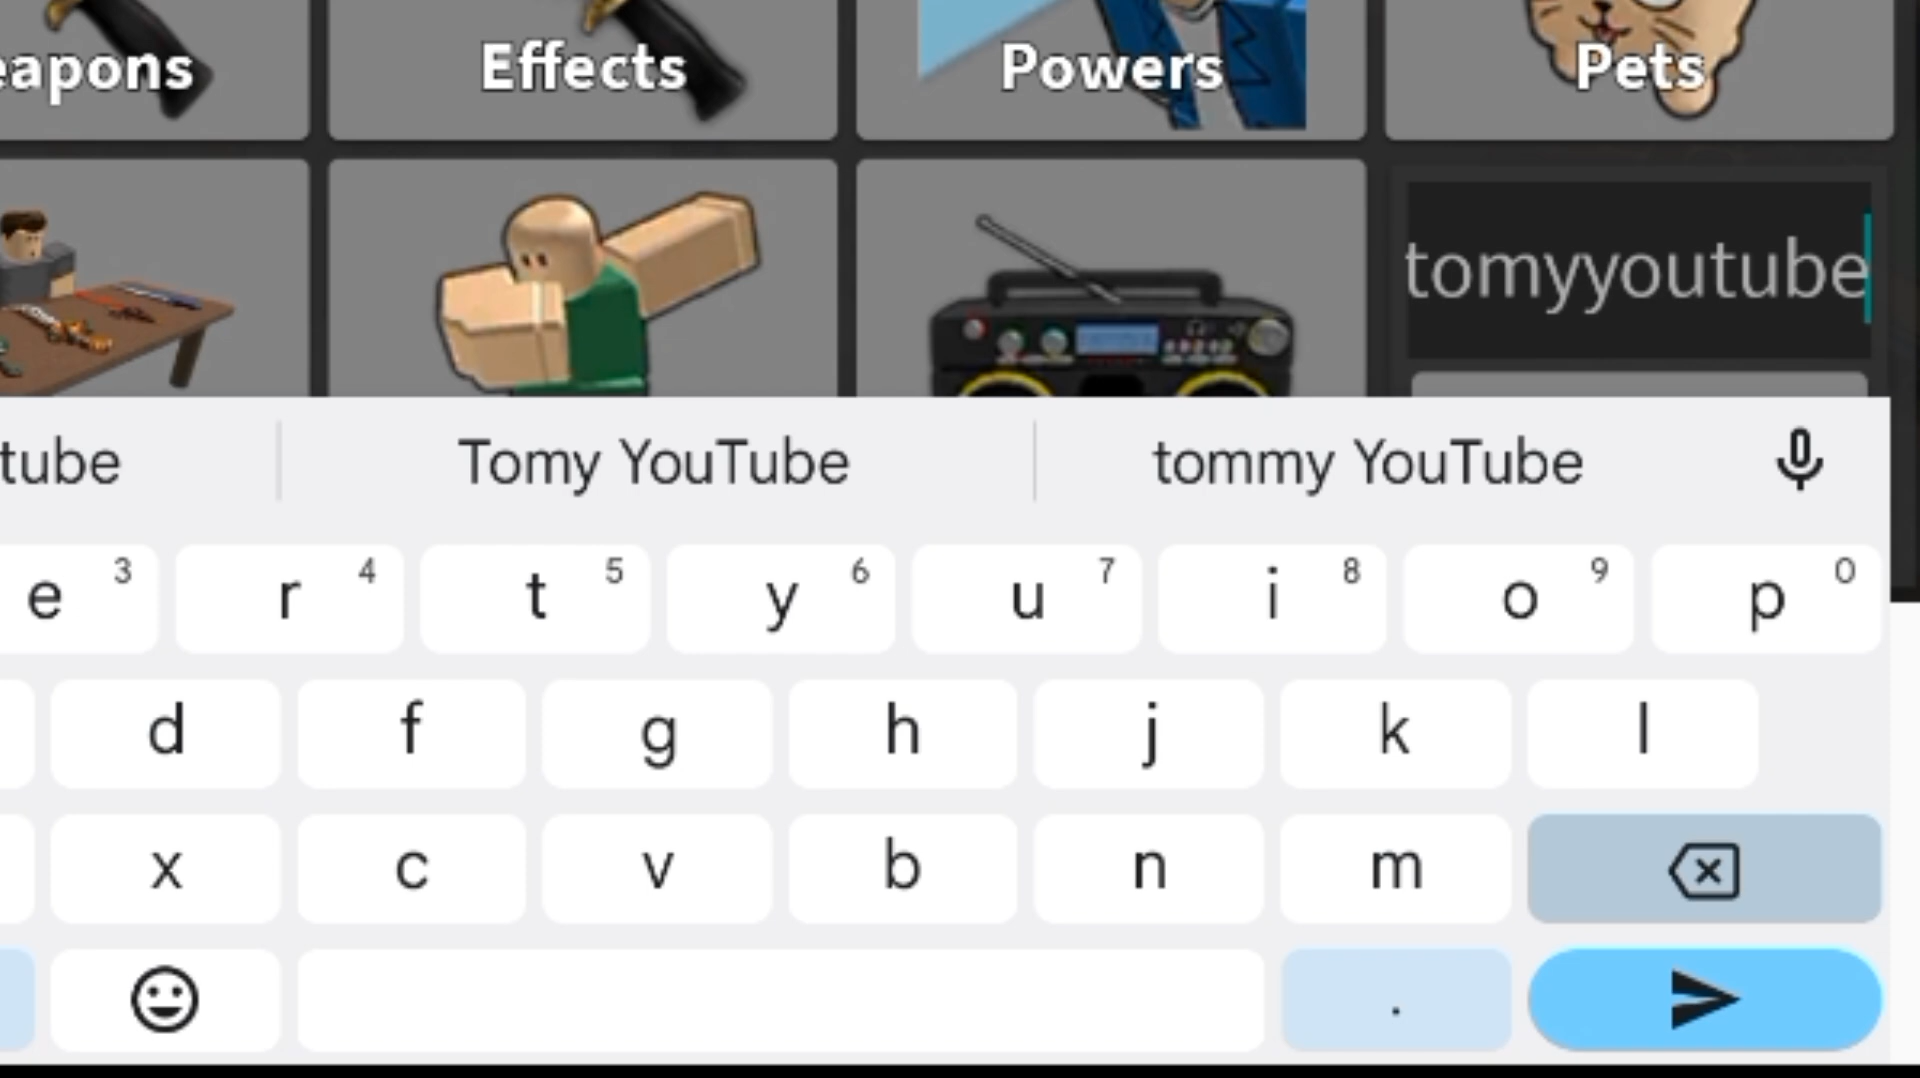 eapons Effects Powers Pets
tomyyoutube
tube Tomy YouTube tommy YouTube
e 3 r 4 t 5 y 6 u 7 i 8 o 9 p 0
d f g h j k l
x c v b n m
.